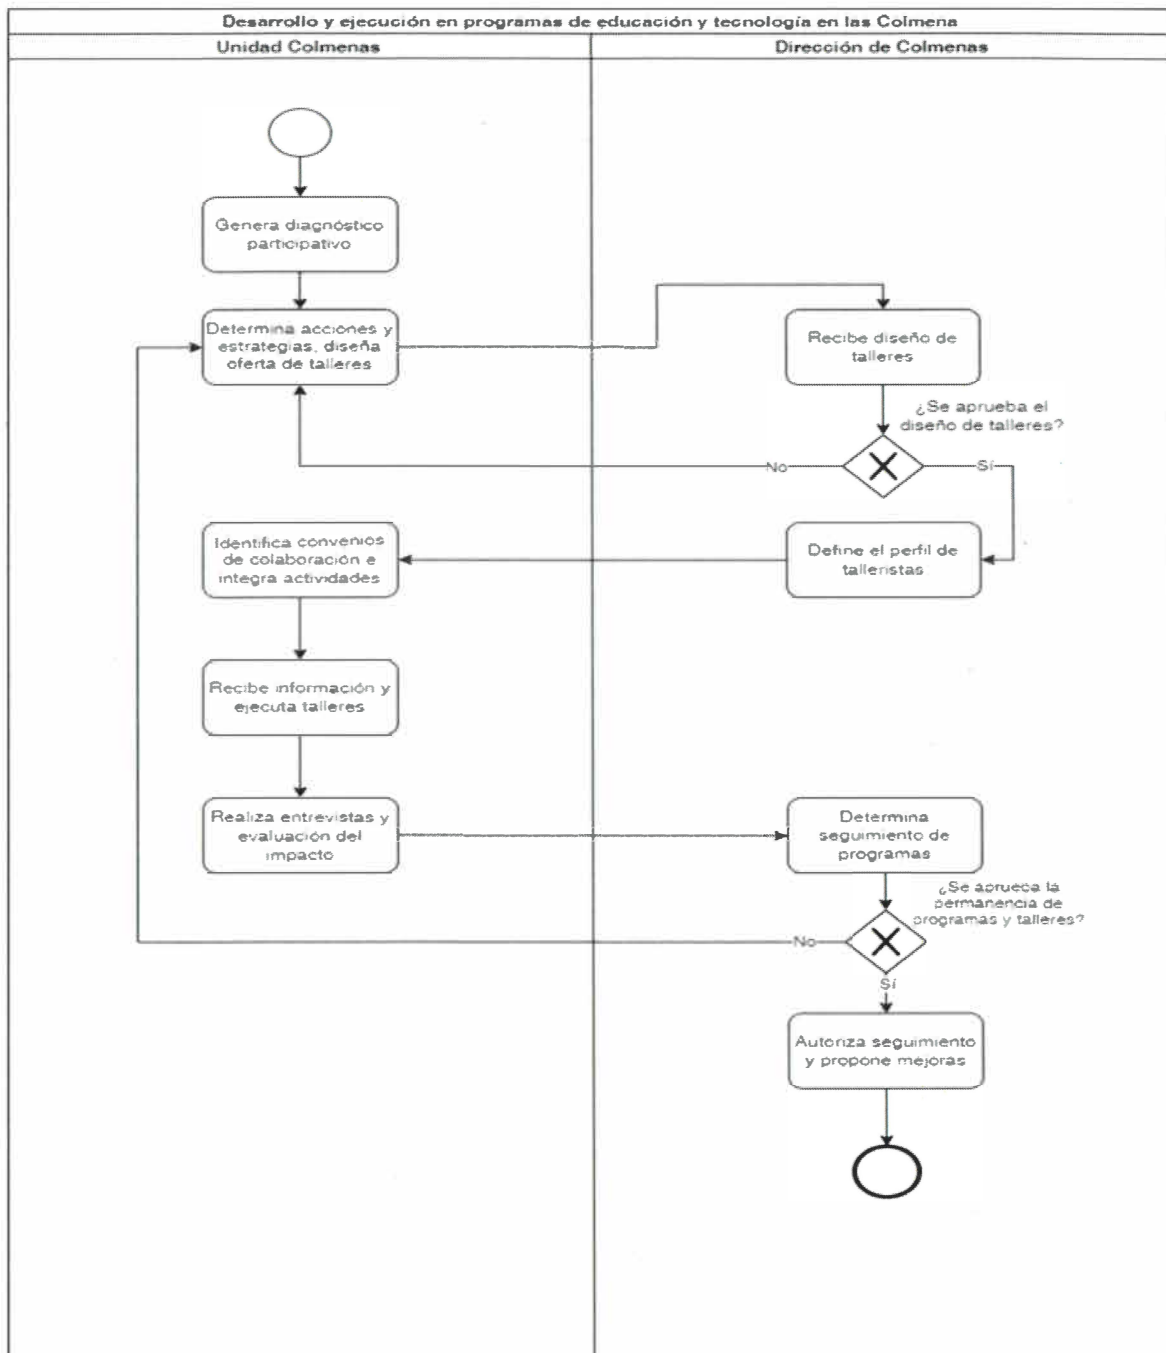 Desarrollo y ejecución en programas de educación y tecnología en las Colmena
Unidad Colmenas
Dirección de Colmenas
Genera diagnóstico
participativo
Determina acciones y
estrategias, diseña
oferta de talleres
Recibe diseño de
talleres
¿Se aprueba el
diseño de talleres?
No
Sí
Identifica convenios
de colaboración e
integra actividades
Define el perfil de
talleristas
Recibe información y
ejecuta talleres
Realiza entrevistas y
evaluación del
impacto
Determina
seguimiento de
programas
¿Se aprueba la
permanencia de
programas y talleres?
No
Sí
Autoriza seguimiento
y propone mejoras